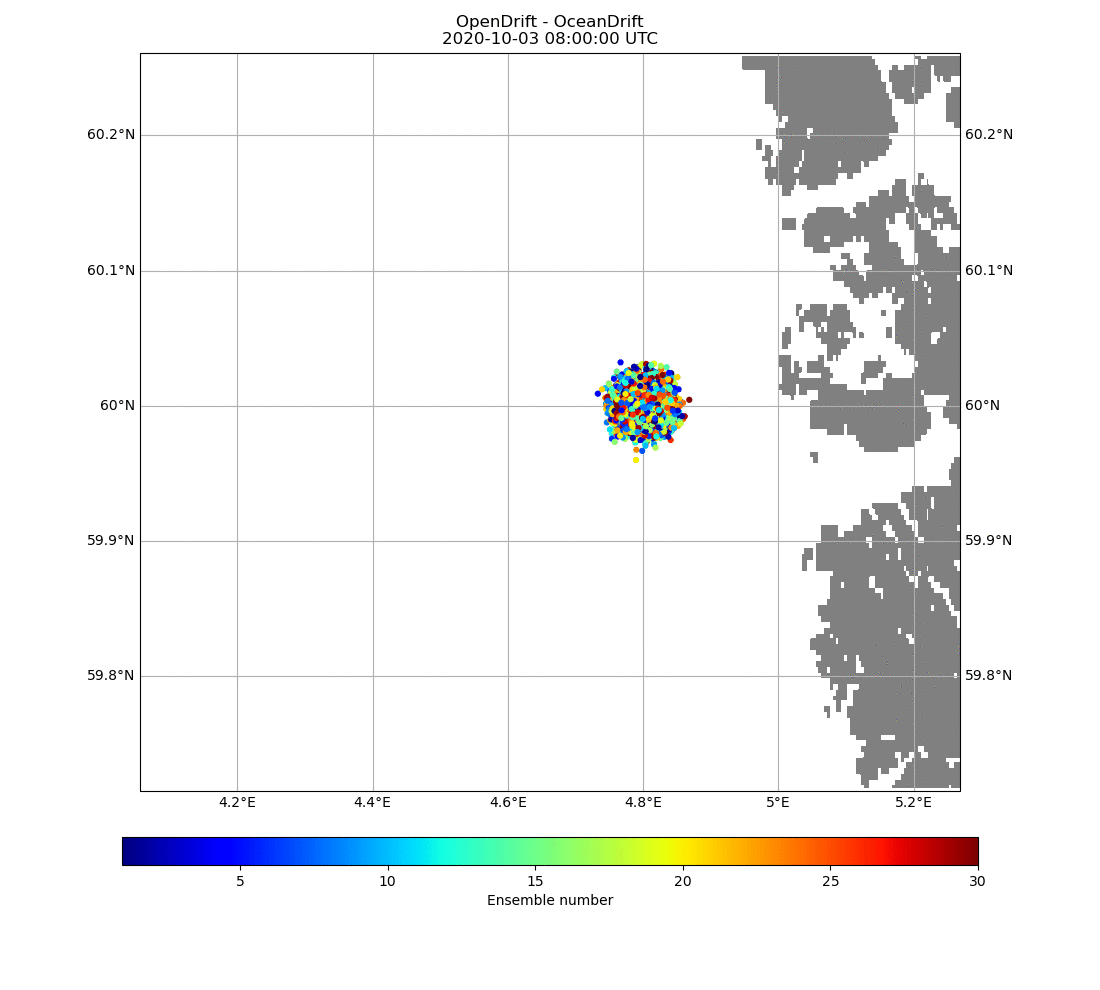 OpenDrift - OceanDrift
2020-10-03 08:00:00 UTC
60.2°N 60.2°N
60.1°N 60.1°N
60°N 60°N
59.9°N 59.9°N
59.8°N 59.8°N
4.2°E 4.4°E 4.6°E 4.8°E 5°E 5.2°E
5 10 15 20 25 30
Ensemble number